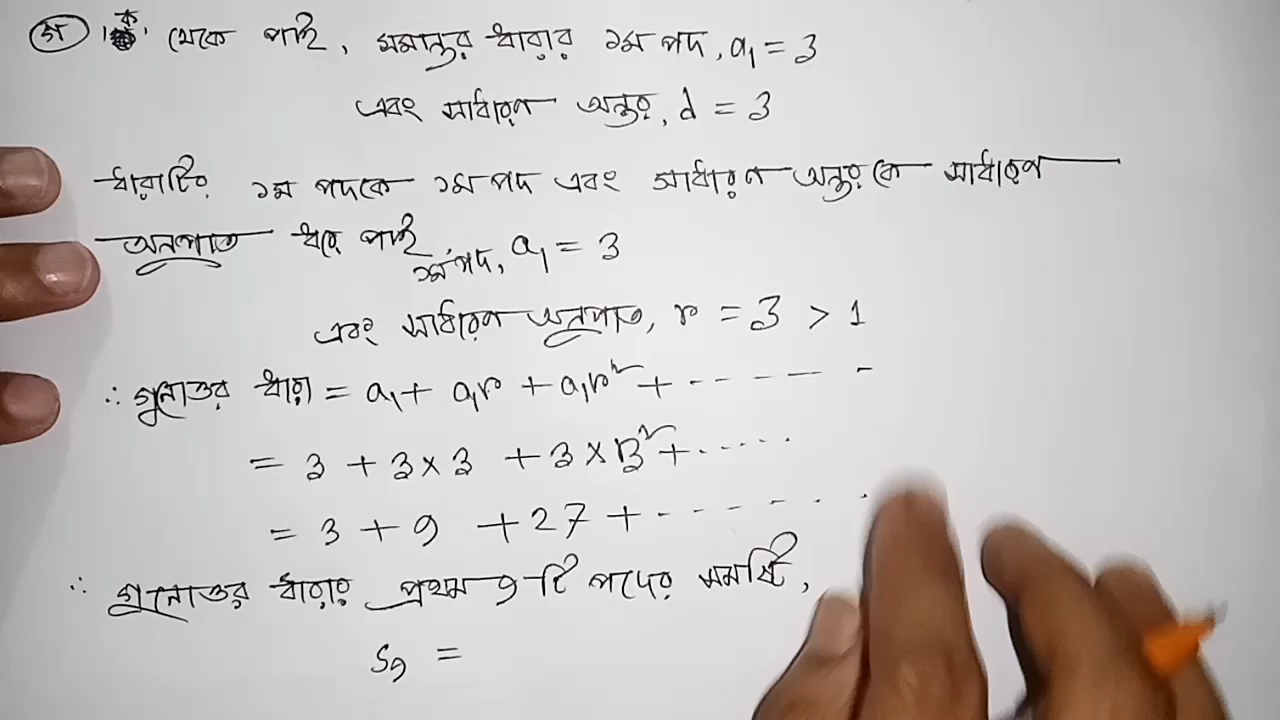 গ 'ক' থেকে পাই, সমান্তর ধারার ১ম পদ, a₁ = 3
এবং সাধারণ অন্তর, d = 3
ধারাটির ১ম পদকে ১ম পদ এবং সাধারণ অন্তরকে সাধারণ
অনুপাত ধরে পাই
১ম পদ, a₁ = 3
এবং সাধারণ অনুপাত, r = 3 > 1
∴ গুনোত্তর ধারা = a₁ + a₁r + a₁r² + ........
= 3 + 3 × 3 + 3 × 3² + ......
= 3 + 9 + 27 + .......
∴ গুনোত্তর ধারার প্রথম 9-টি পদের সমষ্টি,
S₉ =